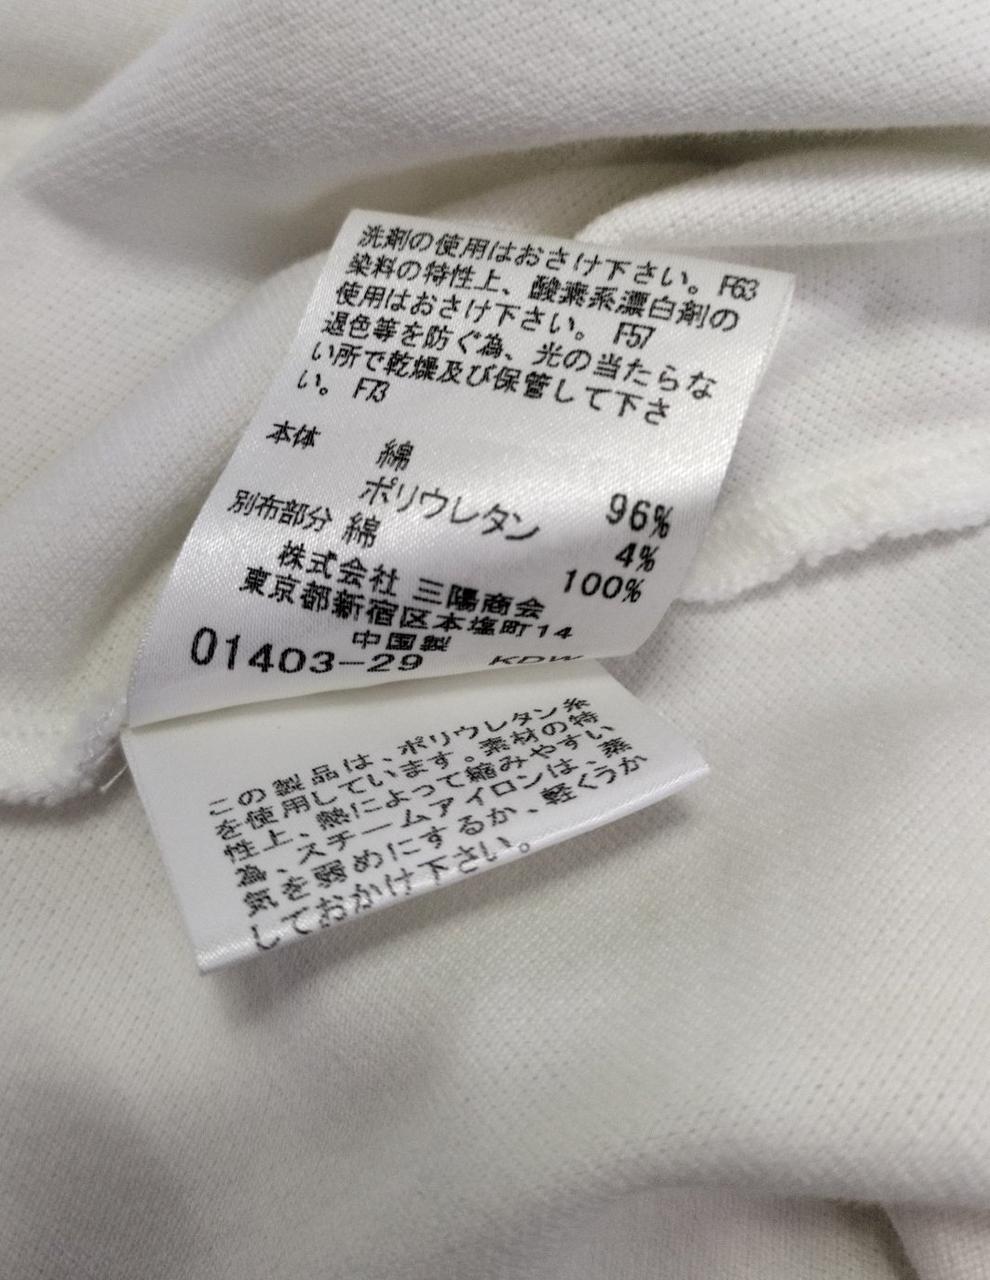 洗剤の使用はおさけ下さい。 F63
染料の特性上、酸素系漂白剤の
使用はおさけ下さい。 F57
退色等を防ぐ為、光の当たらな
い所で乾燥及び保管して下さ
い。 F73
本体 綿 96%
ポリウレタン 4%
別布部分 綿 100%
株式会社 三陽商会
東京都新宿区本塩町14
中国製
01403-29 KDW
この製品は、ポリウレタン糸
を使用しています。素材の特
性上、熱によって縮みやすい
為、スチームアイロンは、蒸
気を弱めにするか、軽くうか
しておかけ下さい。